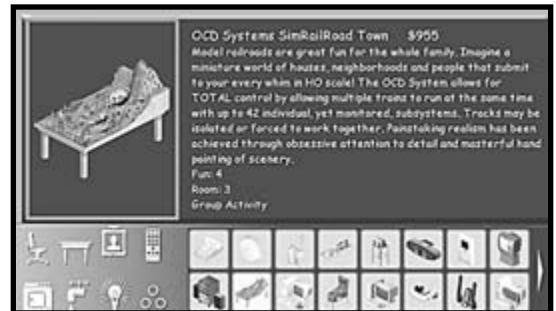 OCD Systems SimRailRoad Town $955
Model railroads are great fun for the whole family. Imagine a
miniature world of houses, neighborhoods and people that submit
to your every whim in HO scale! The OCD System allows for
TOTAL control by allowing multiple trains to run at the same time
with up to 42 individual, yet monitored, subsystems. Tracks may be
isolated or forced to work together. Painstaking realism has been
achieved through obsessive attention to detail and masterful hand
painting of scenery.
Fun: 4
Room: 3
Group Activity